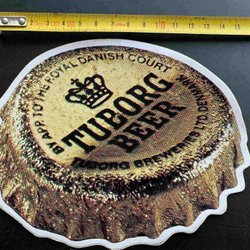 BY APP TO THE ROYAL DANISH COURT
TUBORG
BEER
TUBORG BREWERIES LTD DENMARK